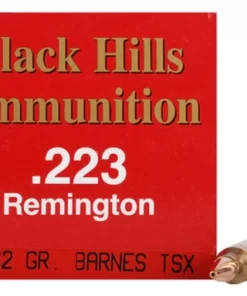 lack Hills
mmunition
.223
Remington
2 GR. BARNES TSX